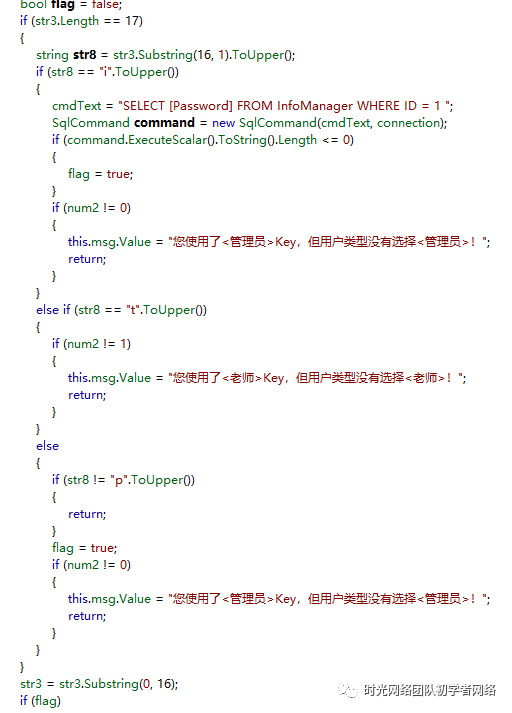 bool flag = false;
if (str3.Length == 17)
{
string str8 = str3.Substring(16, 1).ToUpper();
if (str8 == "i".ToUpper())
{
cmdText = "SELECT [Password] FROM InfoManager WHERE ID = 1 ";
SqlCommand command = new SqlCommand(cmdText, connection);
if (command.ExecuteScalar().ToString().Length <= 0)
{
flag = true;
}
if (num2 != 0)
{
this.msg.Value = "您使用了<管理员>Key，但用户类型没有选择<管理员>！";
return;
}
}
else if (str8 == "t".ToUpper())
{
if (num2 != 1)
{
this.msg.Value = "您使用了<老师>Key，但用户类型没有选择<老师>！";
return;
}
}
else
{
if (str8 != "p".ToUpper())
{
return;
}
flag = true;
if (num2 != 0)
{
this.msg.Value = "您使用了<管理员>Key，但用户类型没有选择<管理员>！";
return;
}
}
}
str3 = str3.Substring(0, 16);
if (flag)
时光网络团队初学者网络